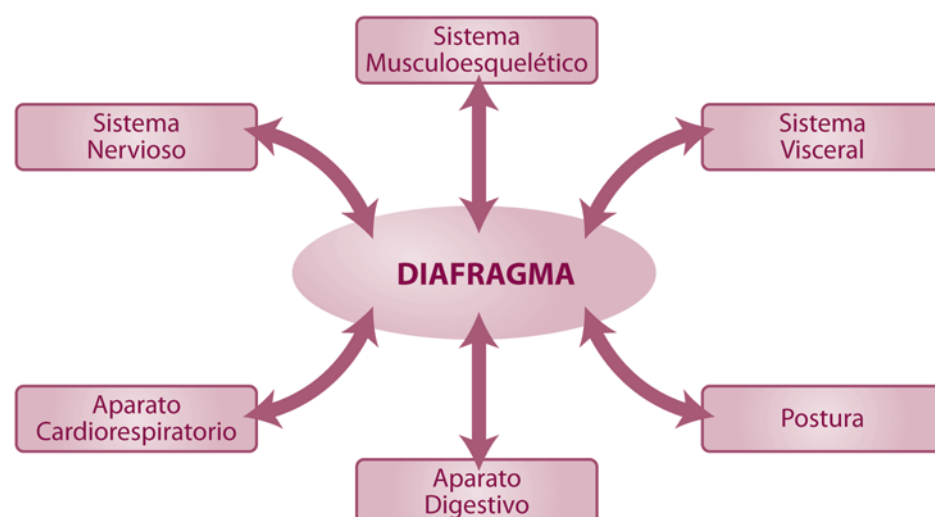 Sistema
Musculoesquelético
Sistema
Nervioso
Sistema
Visceral
DIAFRAGMA
Aparato
Cardiorespiratorio
Postura
Aparato
Digestivo